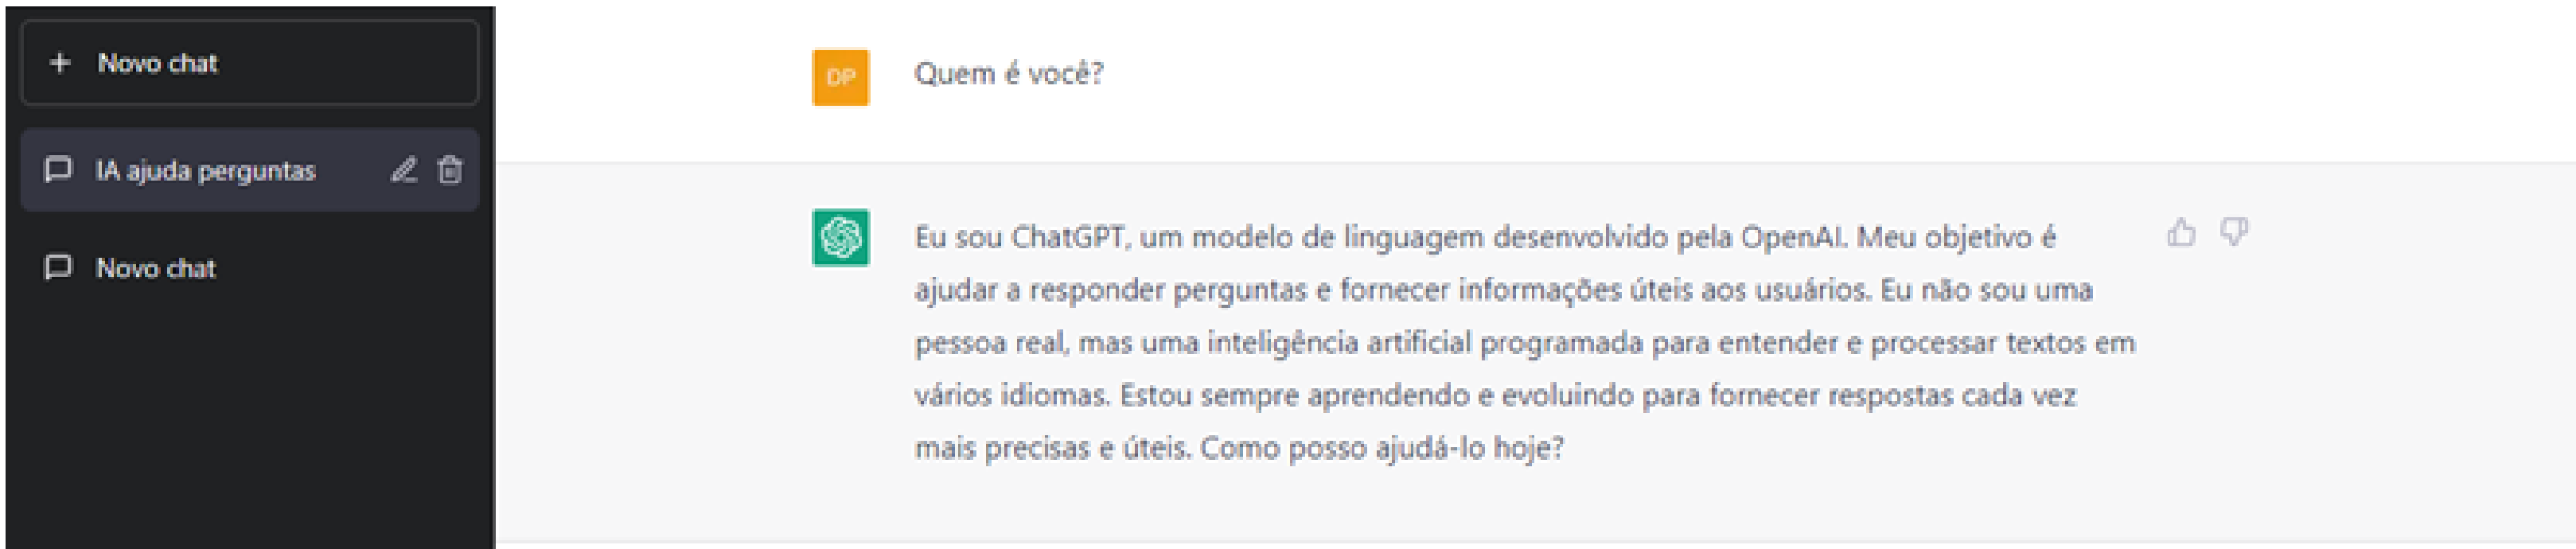 Novo chat
IA ajuda perguntas
Novo chat
DP
Quem é você?
Eu sou ChatGPT, um modelo de linguagem desenvolvido pela OpenAI. Meu objetivo é
ajudar a responder perguntas e fornecer informações úteis aos usuários. Eu não sou uma
pessoa real, mas uma inteligência artificial programada para entender e processar textos em
vários idiomas. Estou sempre aprendendo e evoluindo para fornecer respostas cada vez
mais precisas e úteis. Como posso ajudá-lo hoje?